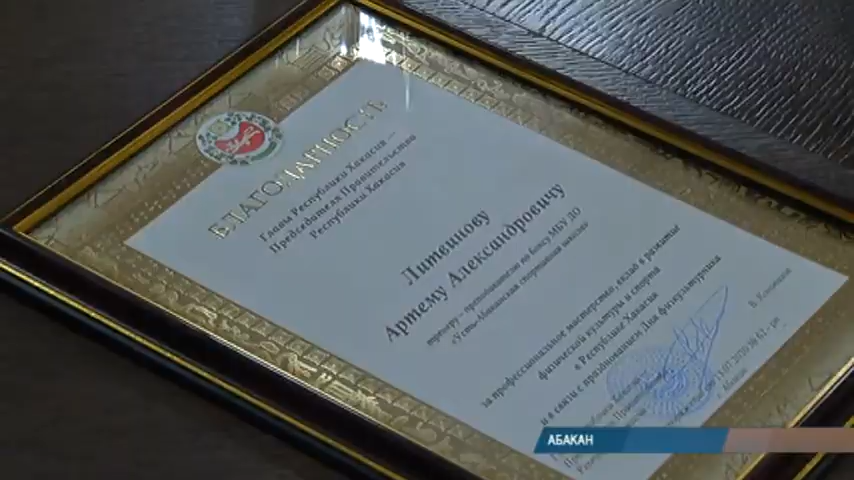 БЛАГОДАРНОСТЬ
Главы Республики Хакасия –
Председателя Правительства
Республики Хакасия
Литвинову
Артему Александровичу
тренеру – преподавателю по боксу МБУ ДО
«Усть-Абаканская спортивная школа»
за профессиональное мастерство, вклад в развитие
физической культуры и спорта
в Республике Хакасия
и в связи с празднованием Дня физкультурника
В. Коновалов
г. Абакан
АБАКАН